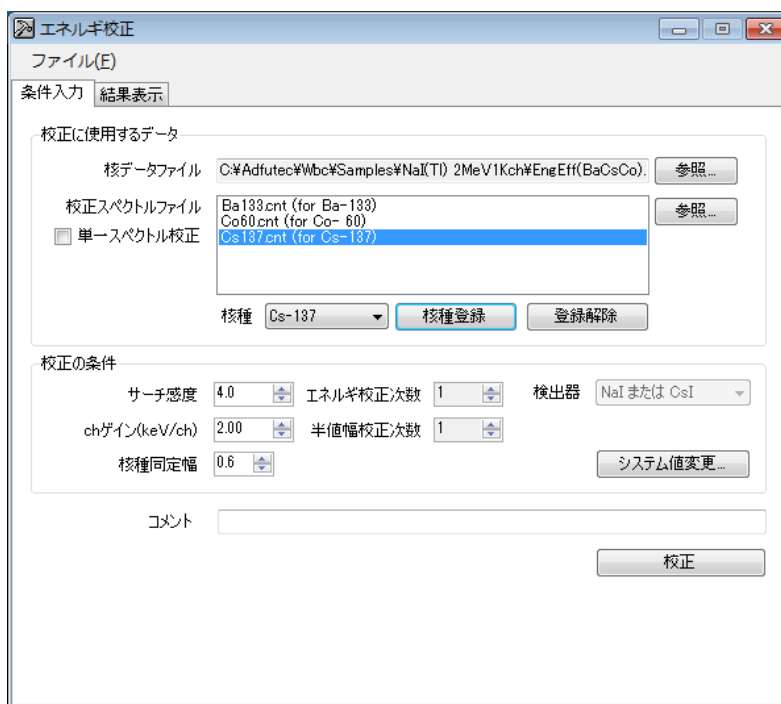 エネルギ校正
ファイル(F)
条件入力 結果表示
校正に使用するデータ
核データファイル C:¥Adfutec¥Wbc¥Samples¥NaI(Tl) 2MeV1Kch¥EngEff(BaCsCo). 参照...
校正スペクトルファイル Ba133.cnt (for Ba-133) 参照...
Co60.cnt (for Co- 60)
単一スペクトル校正 Cs137.cnt (for Cs-137)
核種 Cs-137 核種登録 登録解除
校正の条件
サーチ感度 4.0 エネルギ校正次数 1 検出器 NaI または CsI
chゲイン(keV/ch) 2.00 半値幅校正次数 1
核種同定幅 0.6 システム値変更...
コメント
校正